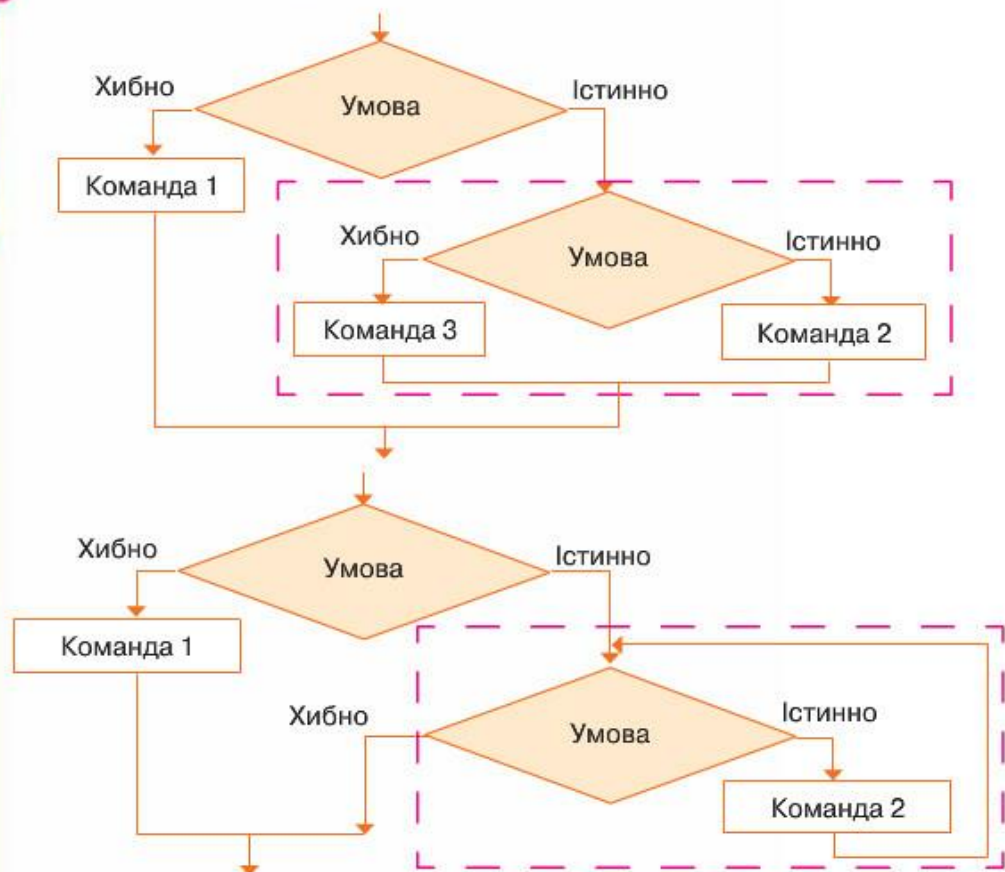 Хибно
Умова
Істинно
Команда 1
Хибно
Умова
Істинно
Команда 3
Команда 2
Хибно
Умова
Істинно
Команда 1
Хибно
Умова
Істинно
Команда 2